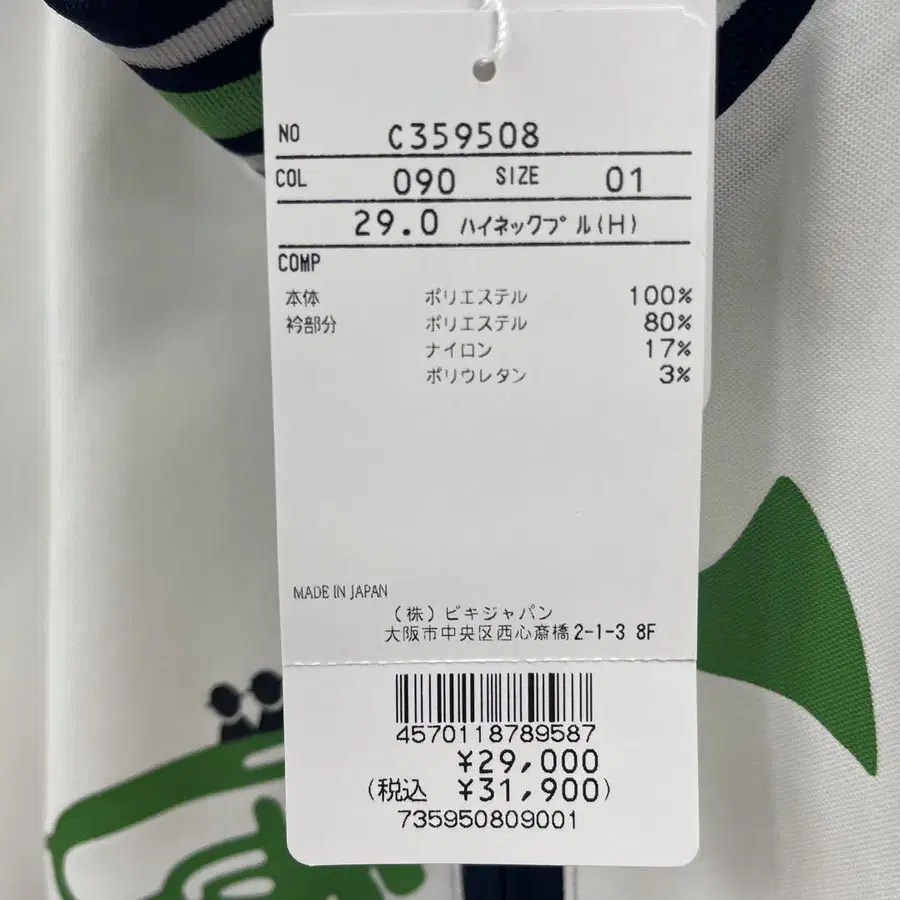 NO C359508
COL 090 SIZE 01
29.0 ハイネックプル(H)
COMP
本体 ポリエステル 100%
衿部分 ポリエステル 80%
ナイロン 17%
ポリウレタン 3%
MADE IN JAPAN
(株)ビキジャパン
大阪市中央区西心斎橋2-1-3 8F
4570118789587
¥29,000
(税込 ¥31,900)
735950809001